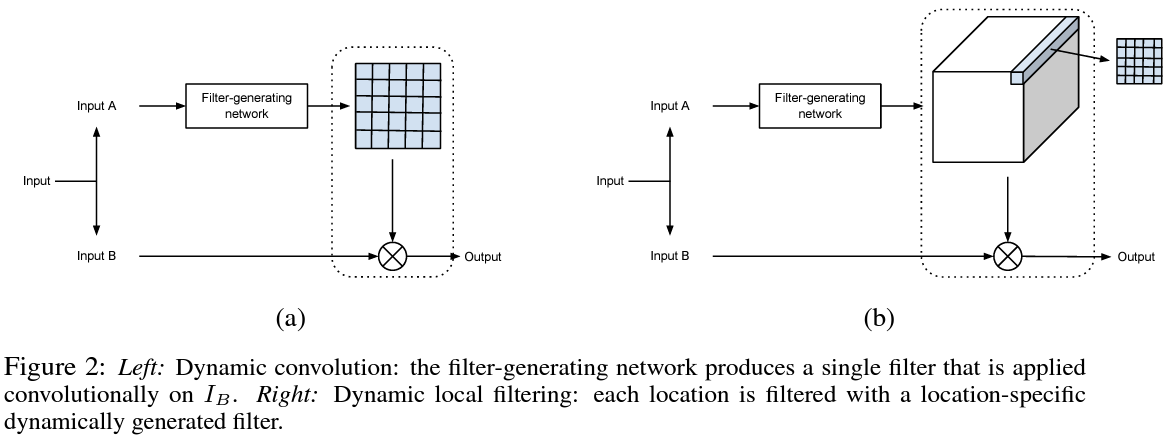 Input A
Filter-generating
network
Input
Input B
Output
(a)
Input A
Filter-generating
network
Input
Input B
Output
(b)
Figure 2: Left: Dynamic convolution: the filter-generating network produces a single filter that is applied
convolutionally on I_B. Right: Dynamic local filtering: each location is filtered with a location-specific
dynamically generated filter.